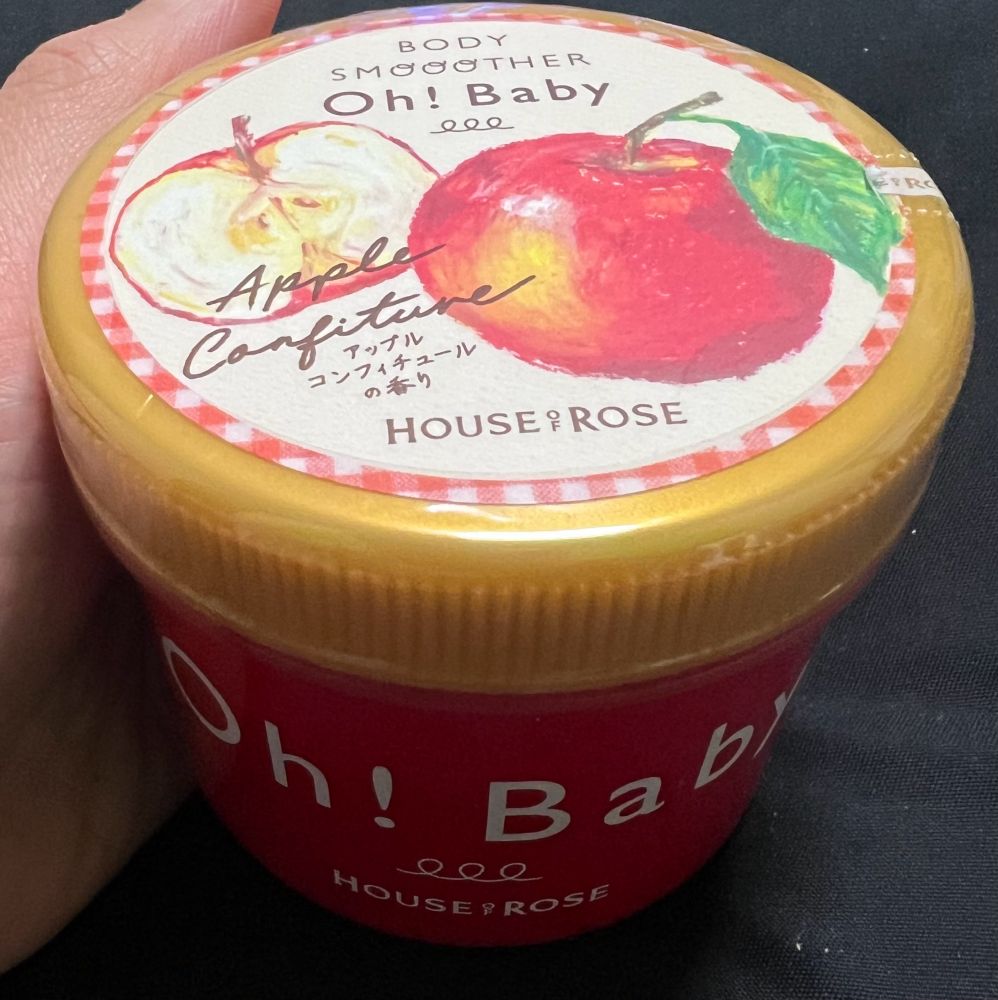 BODY
SMOOOTHER
Oh! Baby
Apple
Confiture
アップル
コンフィチュール
の香り
HOUSE OF ROSE
Oh! Baby
HOUSE OF ROSE